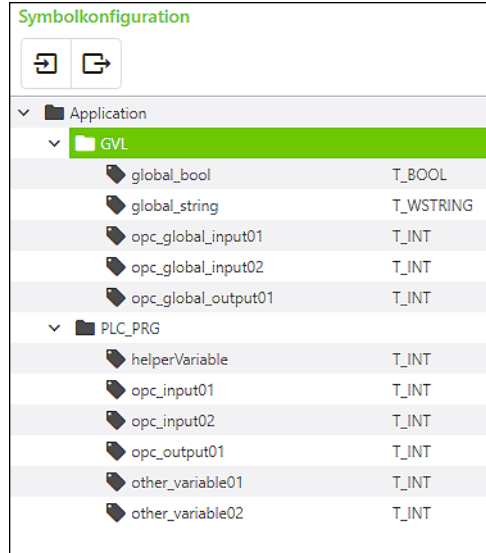 Symbolkonfiguration
Application
GVL
global_bool T_BOOL
global_string T_WSTRING
opc_global_input01 T_INT
opc_global_input02 T_INT
opc_global_output01 T_INT
PLC_PRG
helperVariable T_INT
opc_input01 T_INT
opc_input02 T_INT
opc_output01 T_INT
other_variable01 T_INT
other_variable02 T_INT